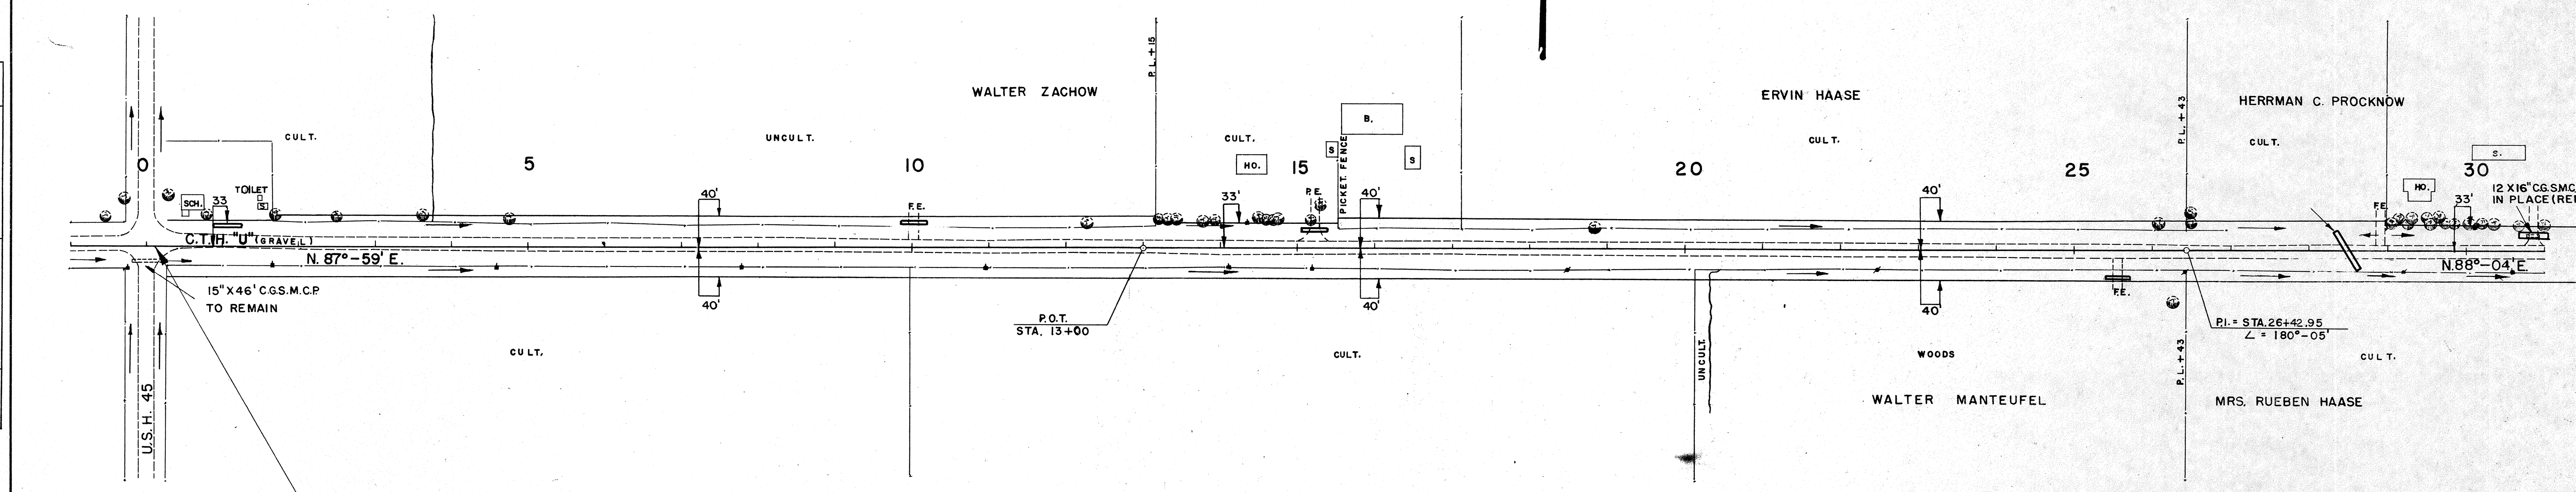 P. L. + 15
WALTER ZACHOW
ERVIN HAASE
P. L. + 43
HERRMAN C. PROCKNOW
CULT.
UNCULT.
CULT.
B.
CULT.
CULT.
PICKET FENCE
S
S
HO.
S.
0
5
10
15
20
25
30
TOILET
SCH.
S
33
40'
F.E.
33'
P.E.
40'
40'
F.E.
HO.
33'
12 X16" C.G.S.M.C.
IN PLACE (RE
C.T.H. "U" (GRAVEL)
N. 87°-59' E.
N.88°-04' E.
15" X 46' C.G.S.M.C.P.
TO REMAIN
40'
40'
40'
F.E.
P.O.T.
STA. 13+00
P.I. = STA. 26+42.95
∠ = 180°-05'
U.S.H. 45
CULT.
CULT.
UNCULT.
WOODS
P.L. + 43
CULT.
WALTER MANTEUFEL
MRS. RUEBEN HAASE